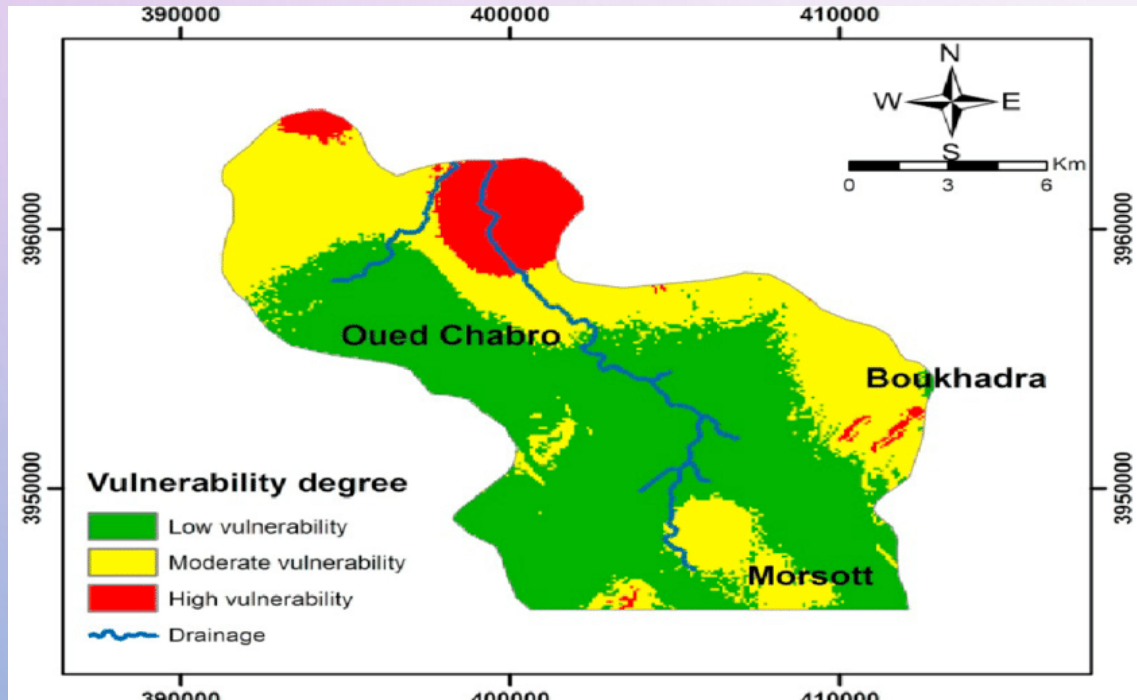 390000 400000 410000
N
W E
S
Km
0 3 6
3960000 3960000
Oued Chabro
Boukhadra
3950000 3950000
Vulnerability degree
Low vulnerability
Moderate vulnerability
High vulnerability
Drainage
Morsott
390000 400000 410000